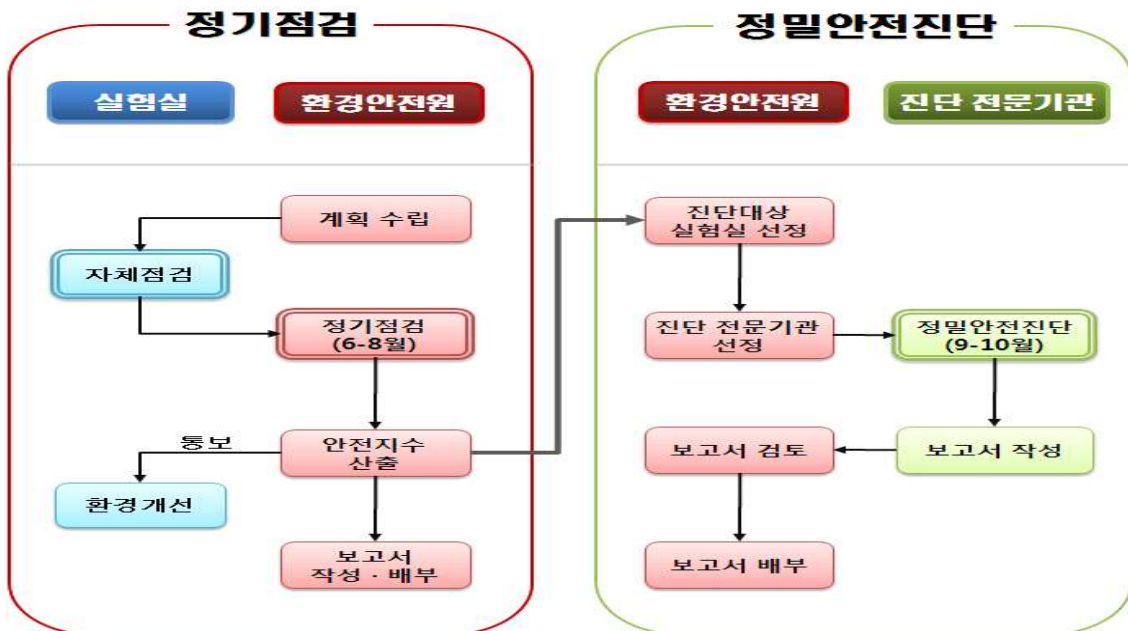 정기점검
실험실
환경안전원
계획 수립
자체점검
정기점검
(6-8월)
통보
안전지수
산출
환경개선
보고서
작성 · 배부
정밀안전진단
환경안전원
진단 전문기관
진단대상
실험실 선정
진단 전문기관
선정
정밀안전진단
(9-10월)
보고서 검토
보고서 작성
보고서 배부